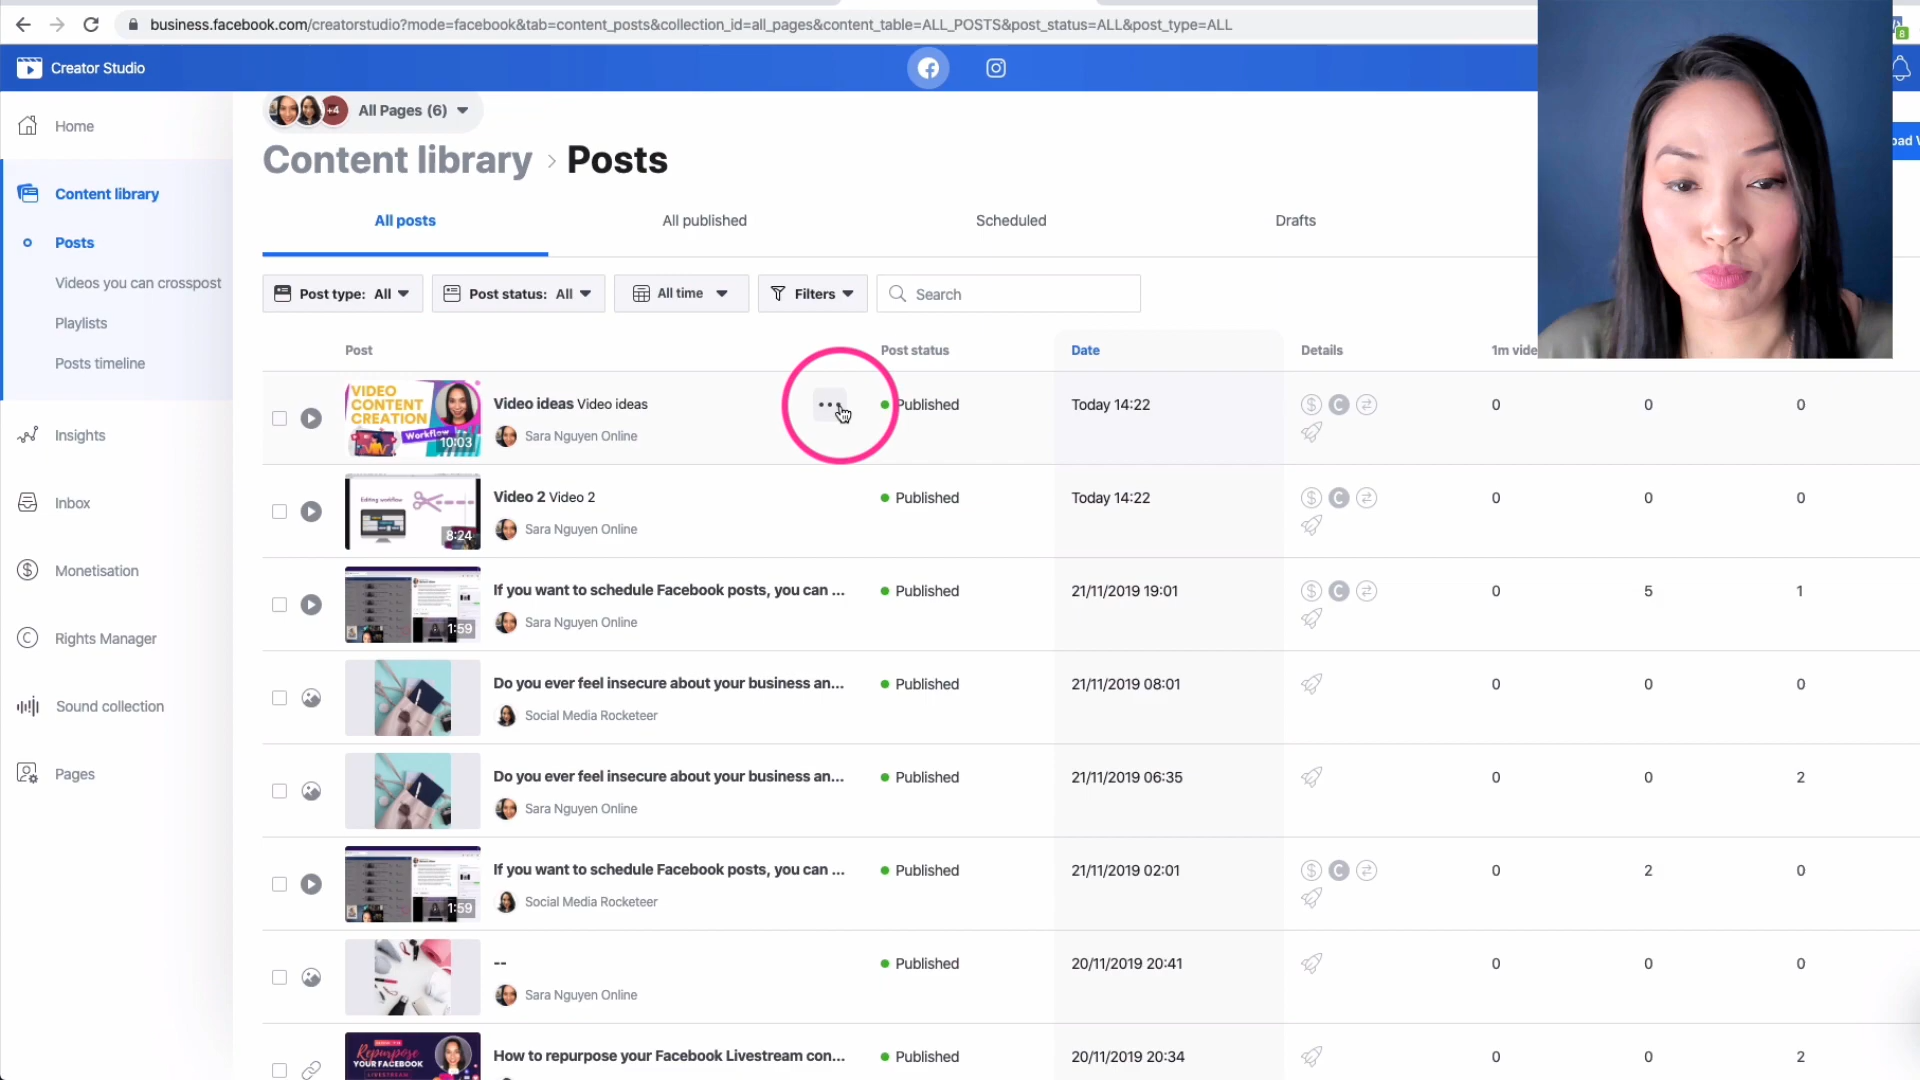 business.facebook.com/creatorstudio?mode=facebook&tab=content_posts&collection_id=all_pages&content_table=ALL_POSTS&post_status=ALL&post_type=ALL
8
Creator Studio
+4 All Pages (6)
Home
Content library
Posts
Videos you can crosspost
Playlists
Posts timeline
Insights
Inbox
Monetisation
Rights Manager
Sound collection
Pages
Content library > Posts
All posts All published Scheduled Drafts
Post type: All Post status: All All time Filters Search
Post Post status Date Details 1m vide
VIDEO
CONTENT
CREATION
Workflow
10:03
Video ideas Video ideas ••• Published Today 14:22 0 0 0
Sara Nguyen Online
Editing workflow
8:24
Video 2 Video 2 Published Today 14:22 0 0 0
Sara Nguyen Online
1:59
If you want to schedule Facebook posts, you can ... Published 21/11/2019 19:01 0 5 1
Sara Nguyen Online
Do you ever feel insecure about your business an... Published 21/11/2019 08:01 0 0 0
Social Media Rocketeer
Do you ever feel insecure about your business an... Published 21/11/2019 06:35 0 0 2
Sara Nguyen Online
1:59
If you want to schedule Facebook posts, you can ... Published 21/11/2019 02:01 0 2 0
Social Media Rocketeer
-- Published 20/11/2019 20:41 0 0 0
Sara Nguyen Online
Repurpose
YOUR FACEBOOK
LIVESTREAM
How to repurpose your Facebook Livestream con... Published 20/11/2019 20:34 0 0 2